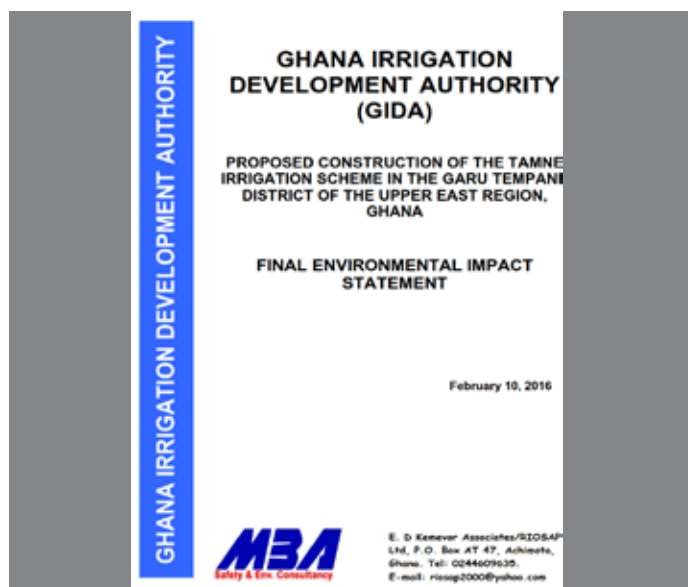 GHANA IRRIGATION DEVELOPMENT AUTHORITY
GHANA IRRIGATION
DEVELOPMENT AUTHORITY
(GIDA)
PROPOSED CONSTRUCTION OF THE TAMNE
IRRIGATION SCHEME IN THE GARU TEMPANE
DISTRICT OF THE UPPER EAST REGION,
GHANA
FINAL ENVIRONMENTAL IMPACT
STATEMENT
February 10, 2016
MBA
Safety & Env. Consultancy
E. D Kemevor Associates/RIOSAP
Ltd, P.O. Box AT 47, Achimota,
Ghana. Tel: 0244609635.
E-mail: riosap2000@yahoo.com